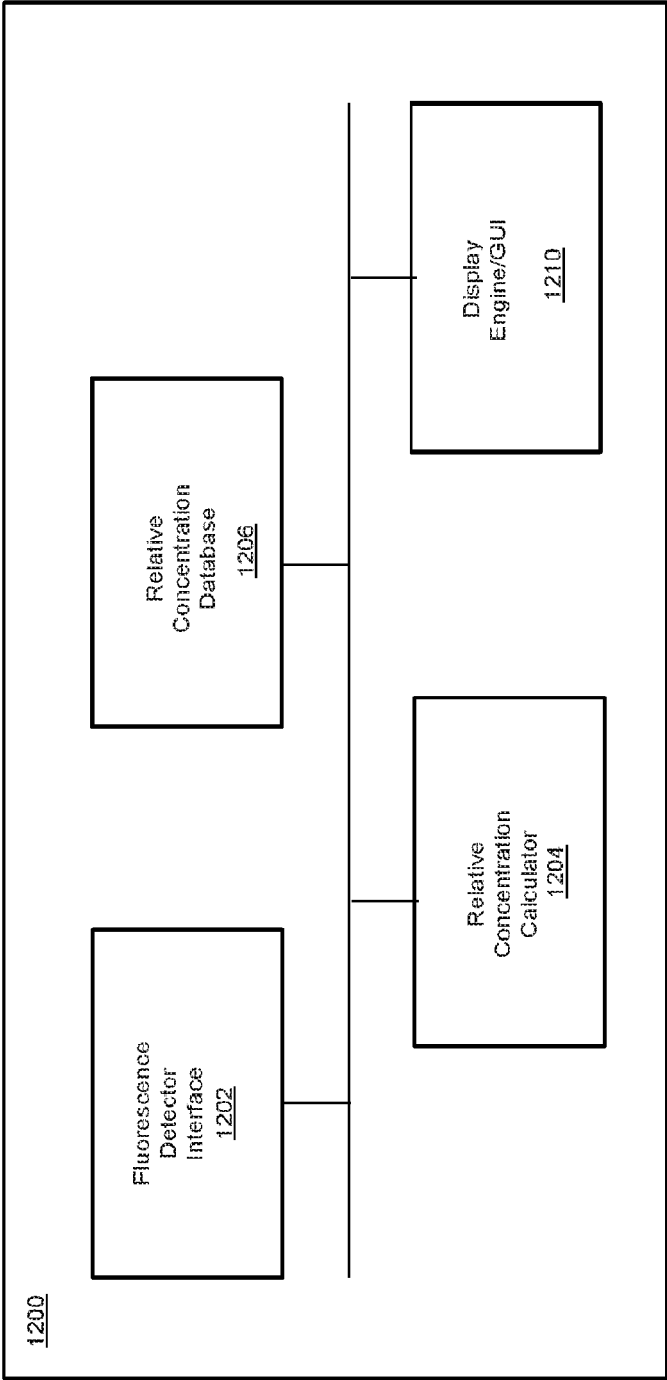 1200
Fluorescence
Detector
Interface
1202
Relative
Concentration
Database
1206
Relative
Concentration
Calculator
1204
Display
Engine/GUI
1210